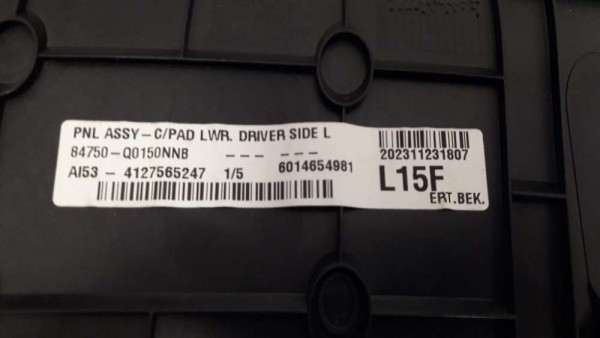 PNL ASSY-C/PAD LWR. DRIVER SIDE L
84750-Q0150NNB --- ---
202311231807
AI53 - 4127565247 1/5 6014654981
L15F
ERT.BEK.